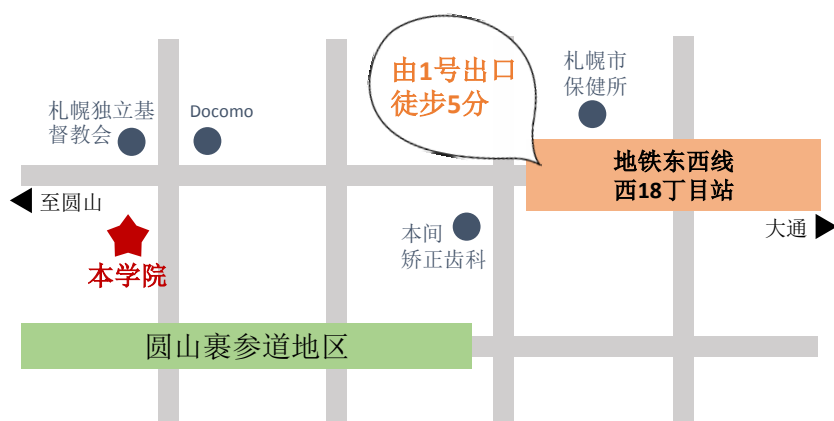 由1号出口
徒步5分
札幌市
保健所
札幌独立基
督教会
Docomo
地铁东西线
西18丁目站
至圆山
大通
本间
矫正齿科
本学院
圆山裹参道地区